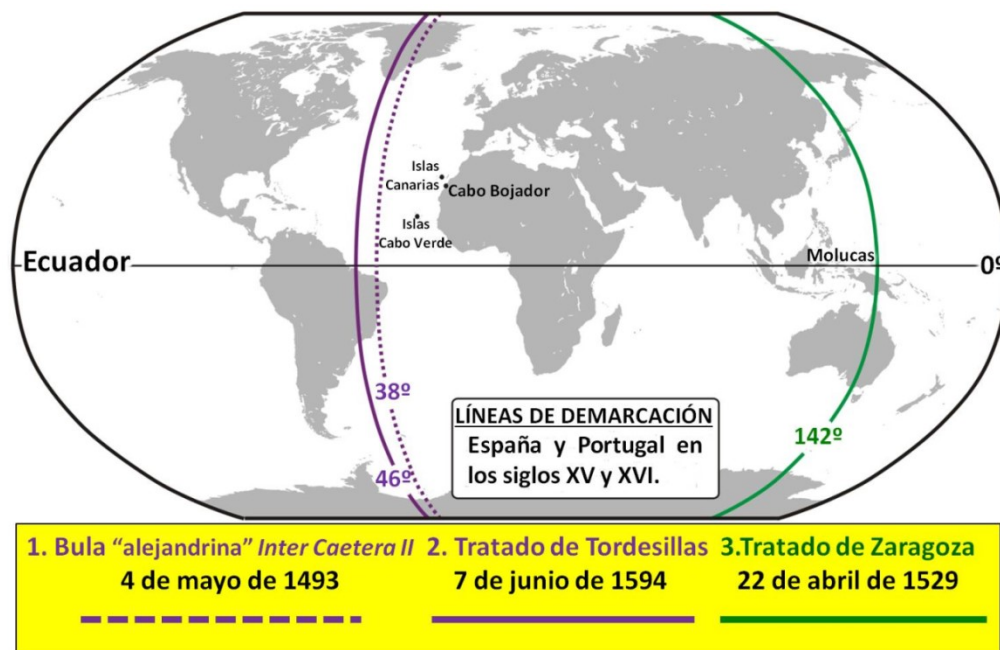 Islas
Canarias
Cabo Bojador
Islas
Cabo Verde
Ecuador
Molucas
0º
38º
46º
142º
LÍNEAS DE DEMARCACIÓN
España y Portugal en
los siglos XV y XVI.
1. Bula “alejandrina” Inter Caetera II
4 de mayo de 1493
2. Tratado de Tordesillas
7 de junio de 1594
3.Tratado de Zaragoza
22 de abril de 1529